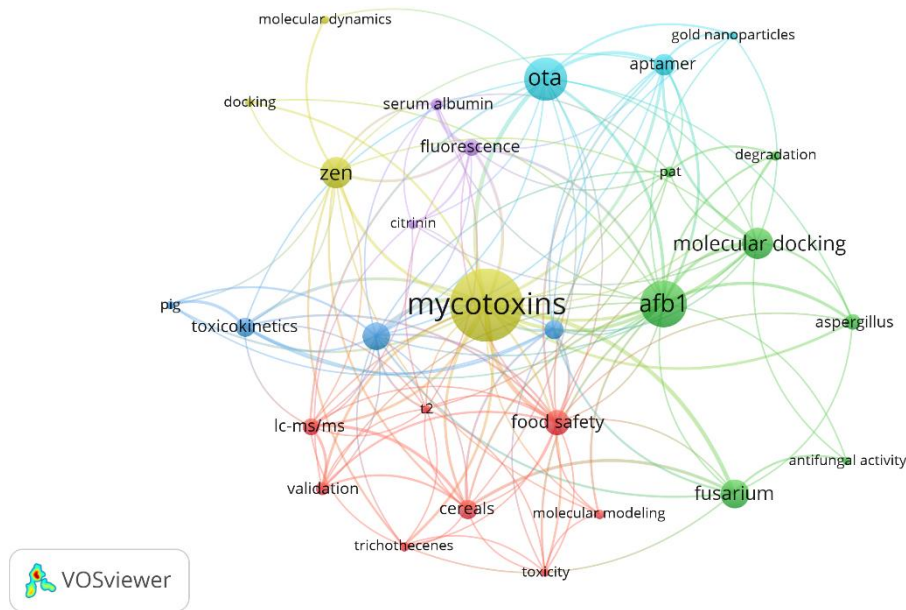 molecular dynamics
gold nanoparticles
ota
aptamer
docking
serum albumin
fluorescence
degradation
zen
pat
citrinin
molecular docking
mycotoxins
afb1
pig
toxicokinetics
aspergillus
t2
lc-ms/ms
food safety
antifungal activity
validation
fusarium
cereals
molecular modeling
trichothecenes
toxicity
VOSviewer